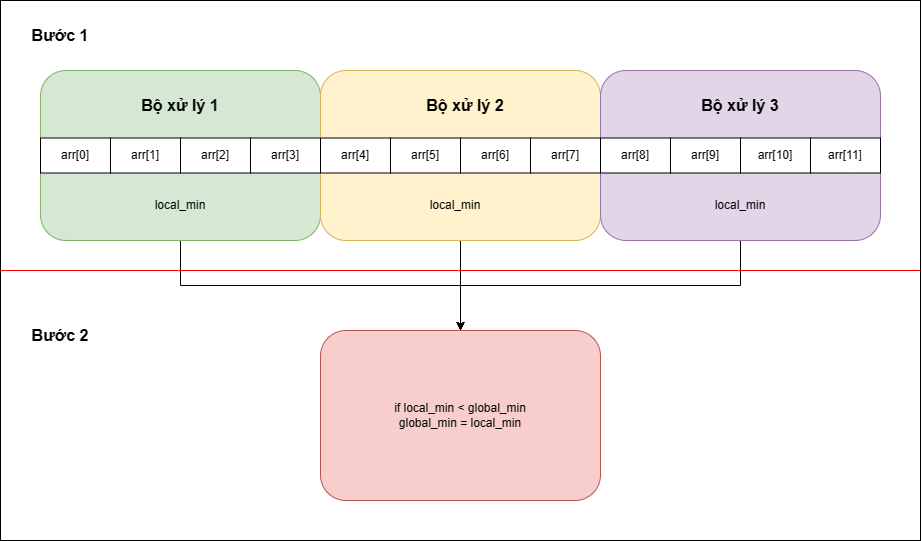 Bước 1
Bộ xử lý 1 Bộ xử lý 2 Bộ xử lý 3
arr[0] arr[1] arr[2] arr[3] arr[4] arr[5] arr[6] arr[7] arr[8] arr[9] arr[10] arr[11]
local_min local_min local_min
Bước 2
if local_min < global_min
global_min = local_min